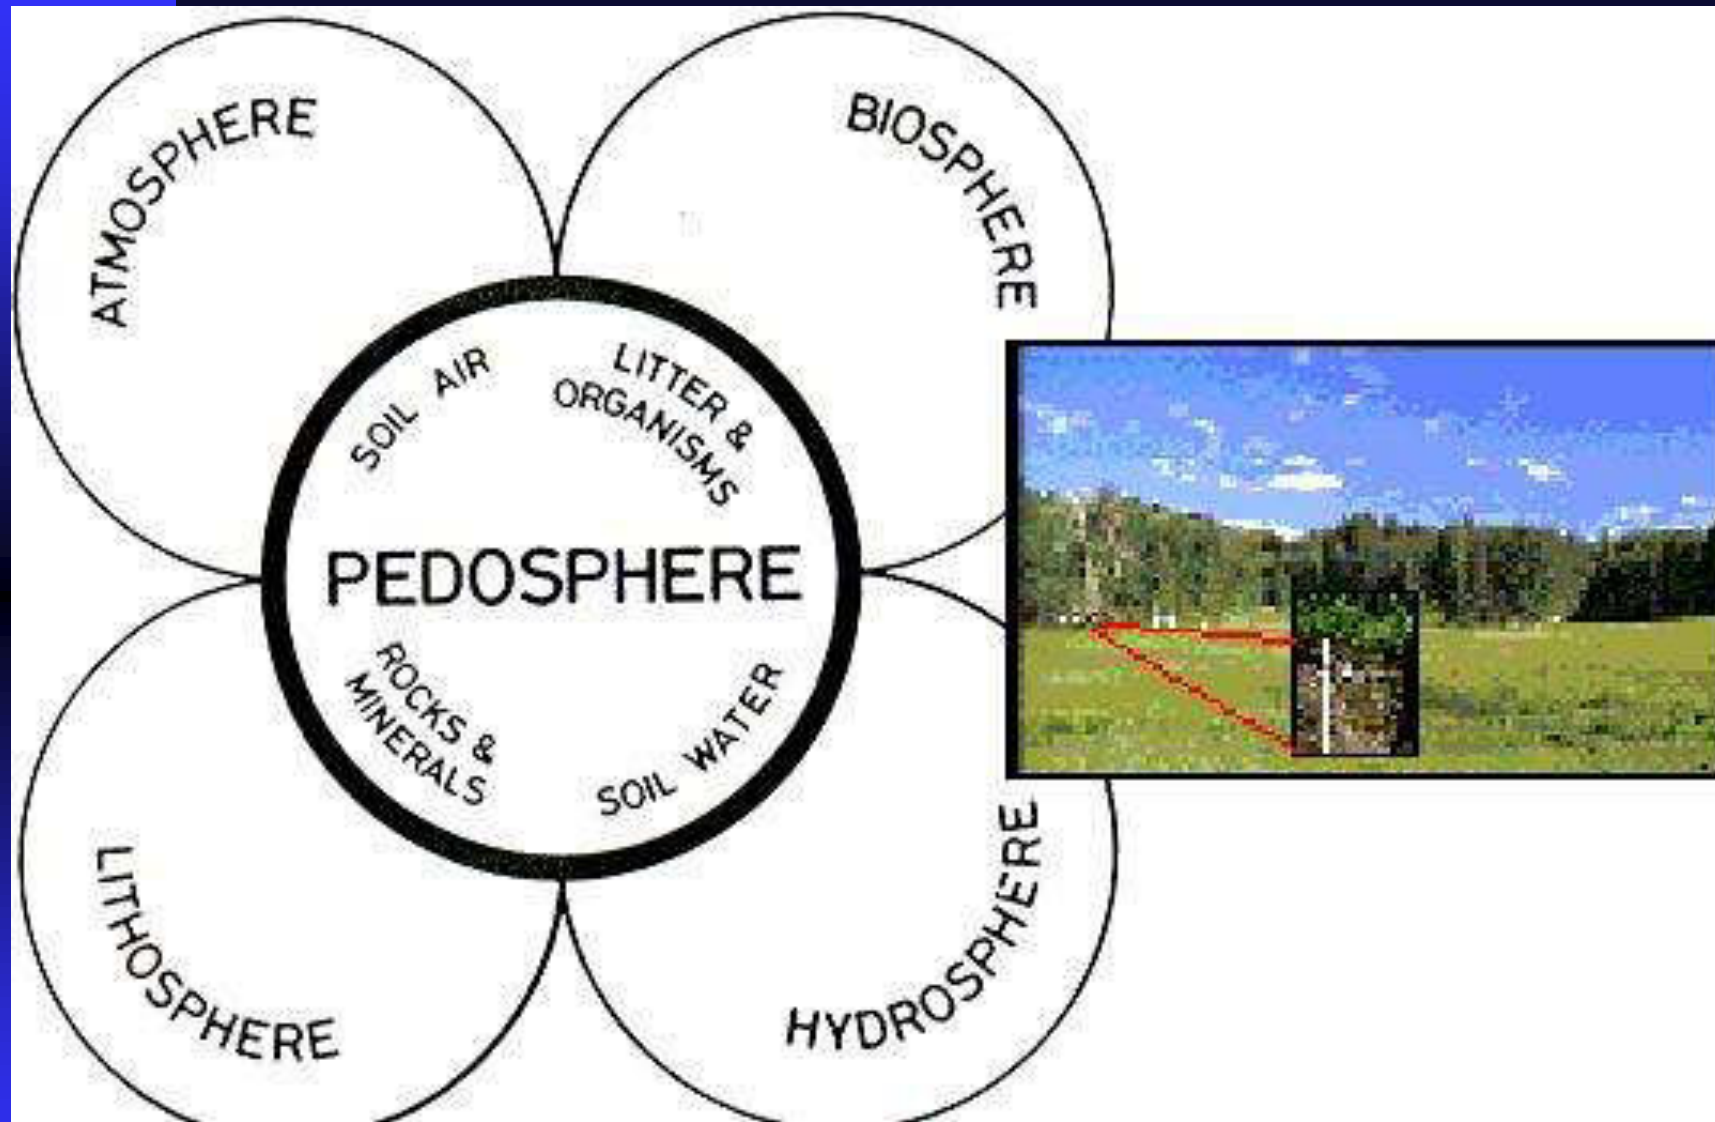 ATMOSPHERE
BIOSPHERE
SOIL AIR
LITTER &
ORGANISMS
PEDOSPHERE
ROCKS &
MINERALS
SOIL WATER
LITHOSPHERE
HYDROSPHERE